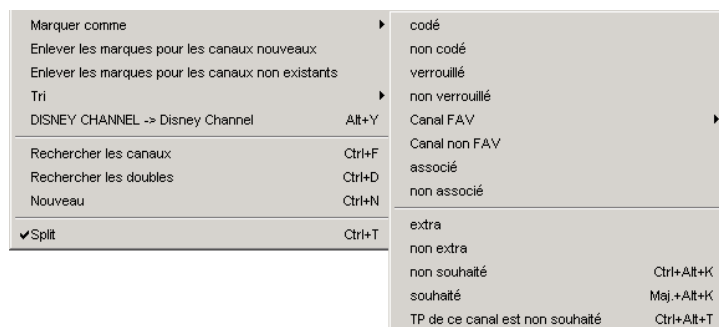 Marquer comme
Enlever les marques pour les canaux nouveaux
Enlever les marques pour les canaux non existants
Tri
DISNEY CHANNEL -> Disney Channel Alt+Y
Rechercher les canaux Ctrl+F
Rechercher les doubles Ctrl+D
Nouveau Ctrl+N
Split Ctrl+T
codé
non codé
verrouillé
non verrouillé
Canal FAV
Canal non FAV
associé
non associé
extra
non extra
non souhaité Ctrl+Alt+K
souhaité Maj.+Alt+K
TP de ce canal est non souhaité Ctrl+Alt+T